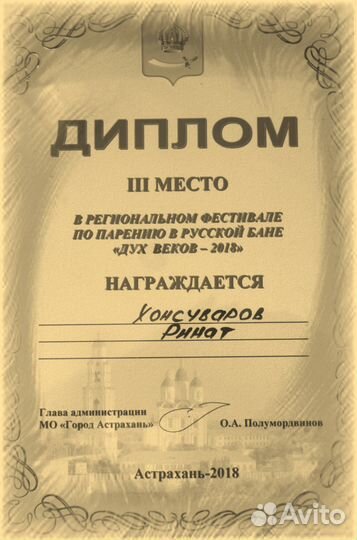 ДИПЛОМ
III МЕСТО
В РЕГИОНАЛЬНОМ ФЕСТИВАЛЕ
ПО ПАРЕНИЮ В РУССКОЙ БАНЕ
«ДУХ ВЕКОВ – 2018»
НАГРАЖДАЕТСЯ
Хонсуваров
Ринат
Глава администрации
МО «Город Астрахань» О.А. Полумордвинов
Астрахань-2018
Avito